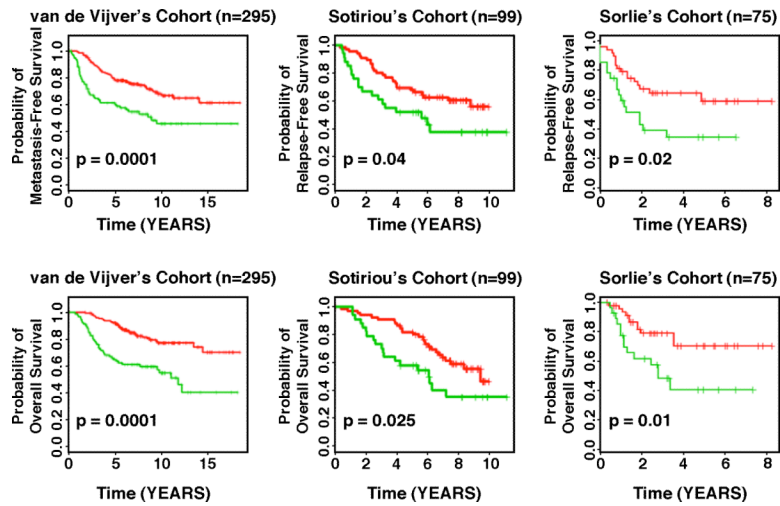 van de Vijver's Cohort (n=295)
Probability of
Metastasis-Free Survival
0.0 0.2 0.4 0.6 0.8 1.0
p = 0.0001
0 5 10 15
Time (YEARS)
Sotiriou's Cohort (n=99)
Probability of
Relapse-Free Survival
0.0 0.2 0.4 0.6 0.8 1.0
p = 0.04
0 2 4 6 8 10
Time (YEARS)
Sorlie's Cohort (n=75)
Probability of
Relapse-Free Survival
0.0 0.2 0.4 0.6 0.8 1.0
p = 0.02
0 2 4 6 8
Time (YEARS)
van de Vijver's Cohort (n=295)
Probability of
Overall Survival
0.0 0.2 0.4 0.6 0.8 1.0
p = 0.0001
0 5 10 15
Time (YEARS)
Sotiriou's Cohort (n=99)
Probability of
Overall Survival
0.0 0.2 0.4 0.6 0.8 1.0
p = 0.025
0 2 4 6 8 10
Time (YEARS)
Sorlie's Cohort (n=75)
Probability of
Overall Survival
0.0 0.2 0.4 0.6 0.8 1.0
p = 0.01
0 2 4 6 8
Time (YEARS)